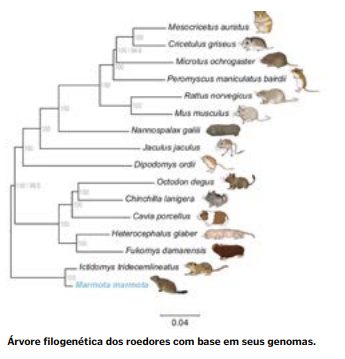 Mesocricetus auratus
Cricetulus griseus
Microtus ochrogaster
Peromyscus maniculatus bairdii
Rattus norvegicus
Mus musculus
Nannospalax galili
Jaculus jaculus
Dipodomys ordii
Octodon degus
Chinchilla lanigera
Cavia porcellus
Heterocephalus glaber
Fukomys damarensis
Ictidomys tridecemlineatus
Marmota marmota
0.04
Árvore filogenética dos roedores com base em seus genomas.